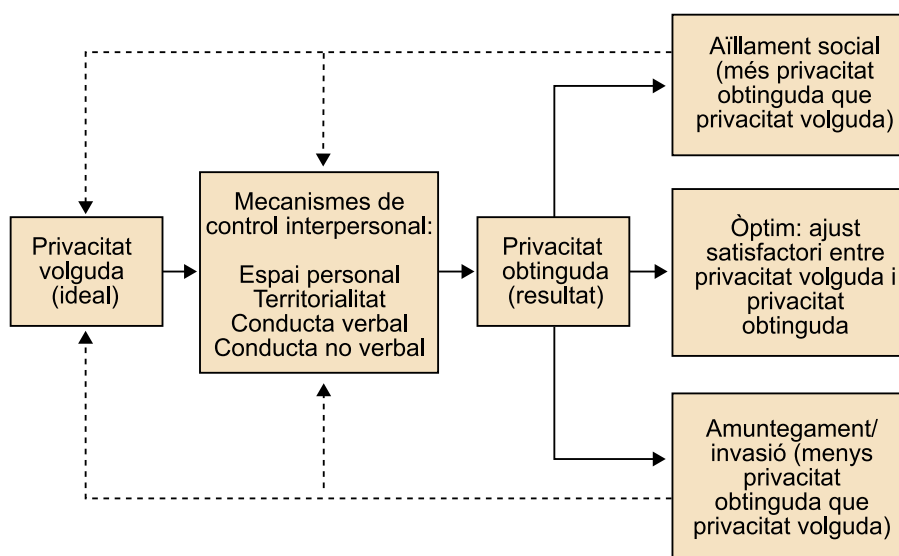 Privacitat
volguda
(ideal)
Mecanismes de
control interpersonal:
Espai personal
Territorialitat
Conducta verbal
Conducta no verbal
Privacitat
obtinguda
(resultat)
Aïllament social
(més privacitat
obtinguda que
privacitat volguda)
Òptim: ajust
satisfactori entre
privacitat volguda i
privacitat
obtinguda
Amuntegament/
invasió (menys
privacitat
obtinguda que
privacitat volguda)